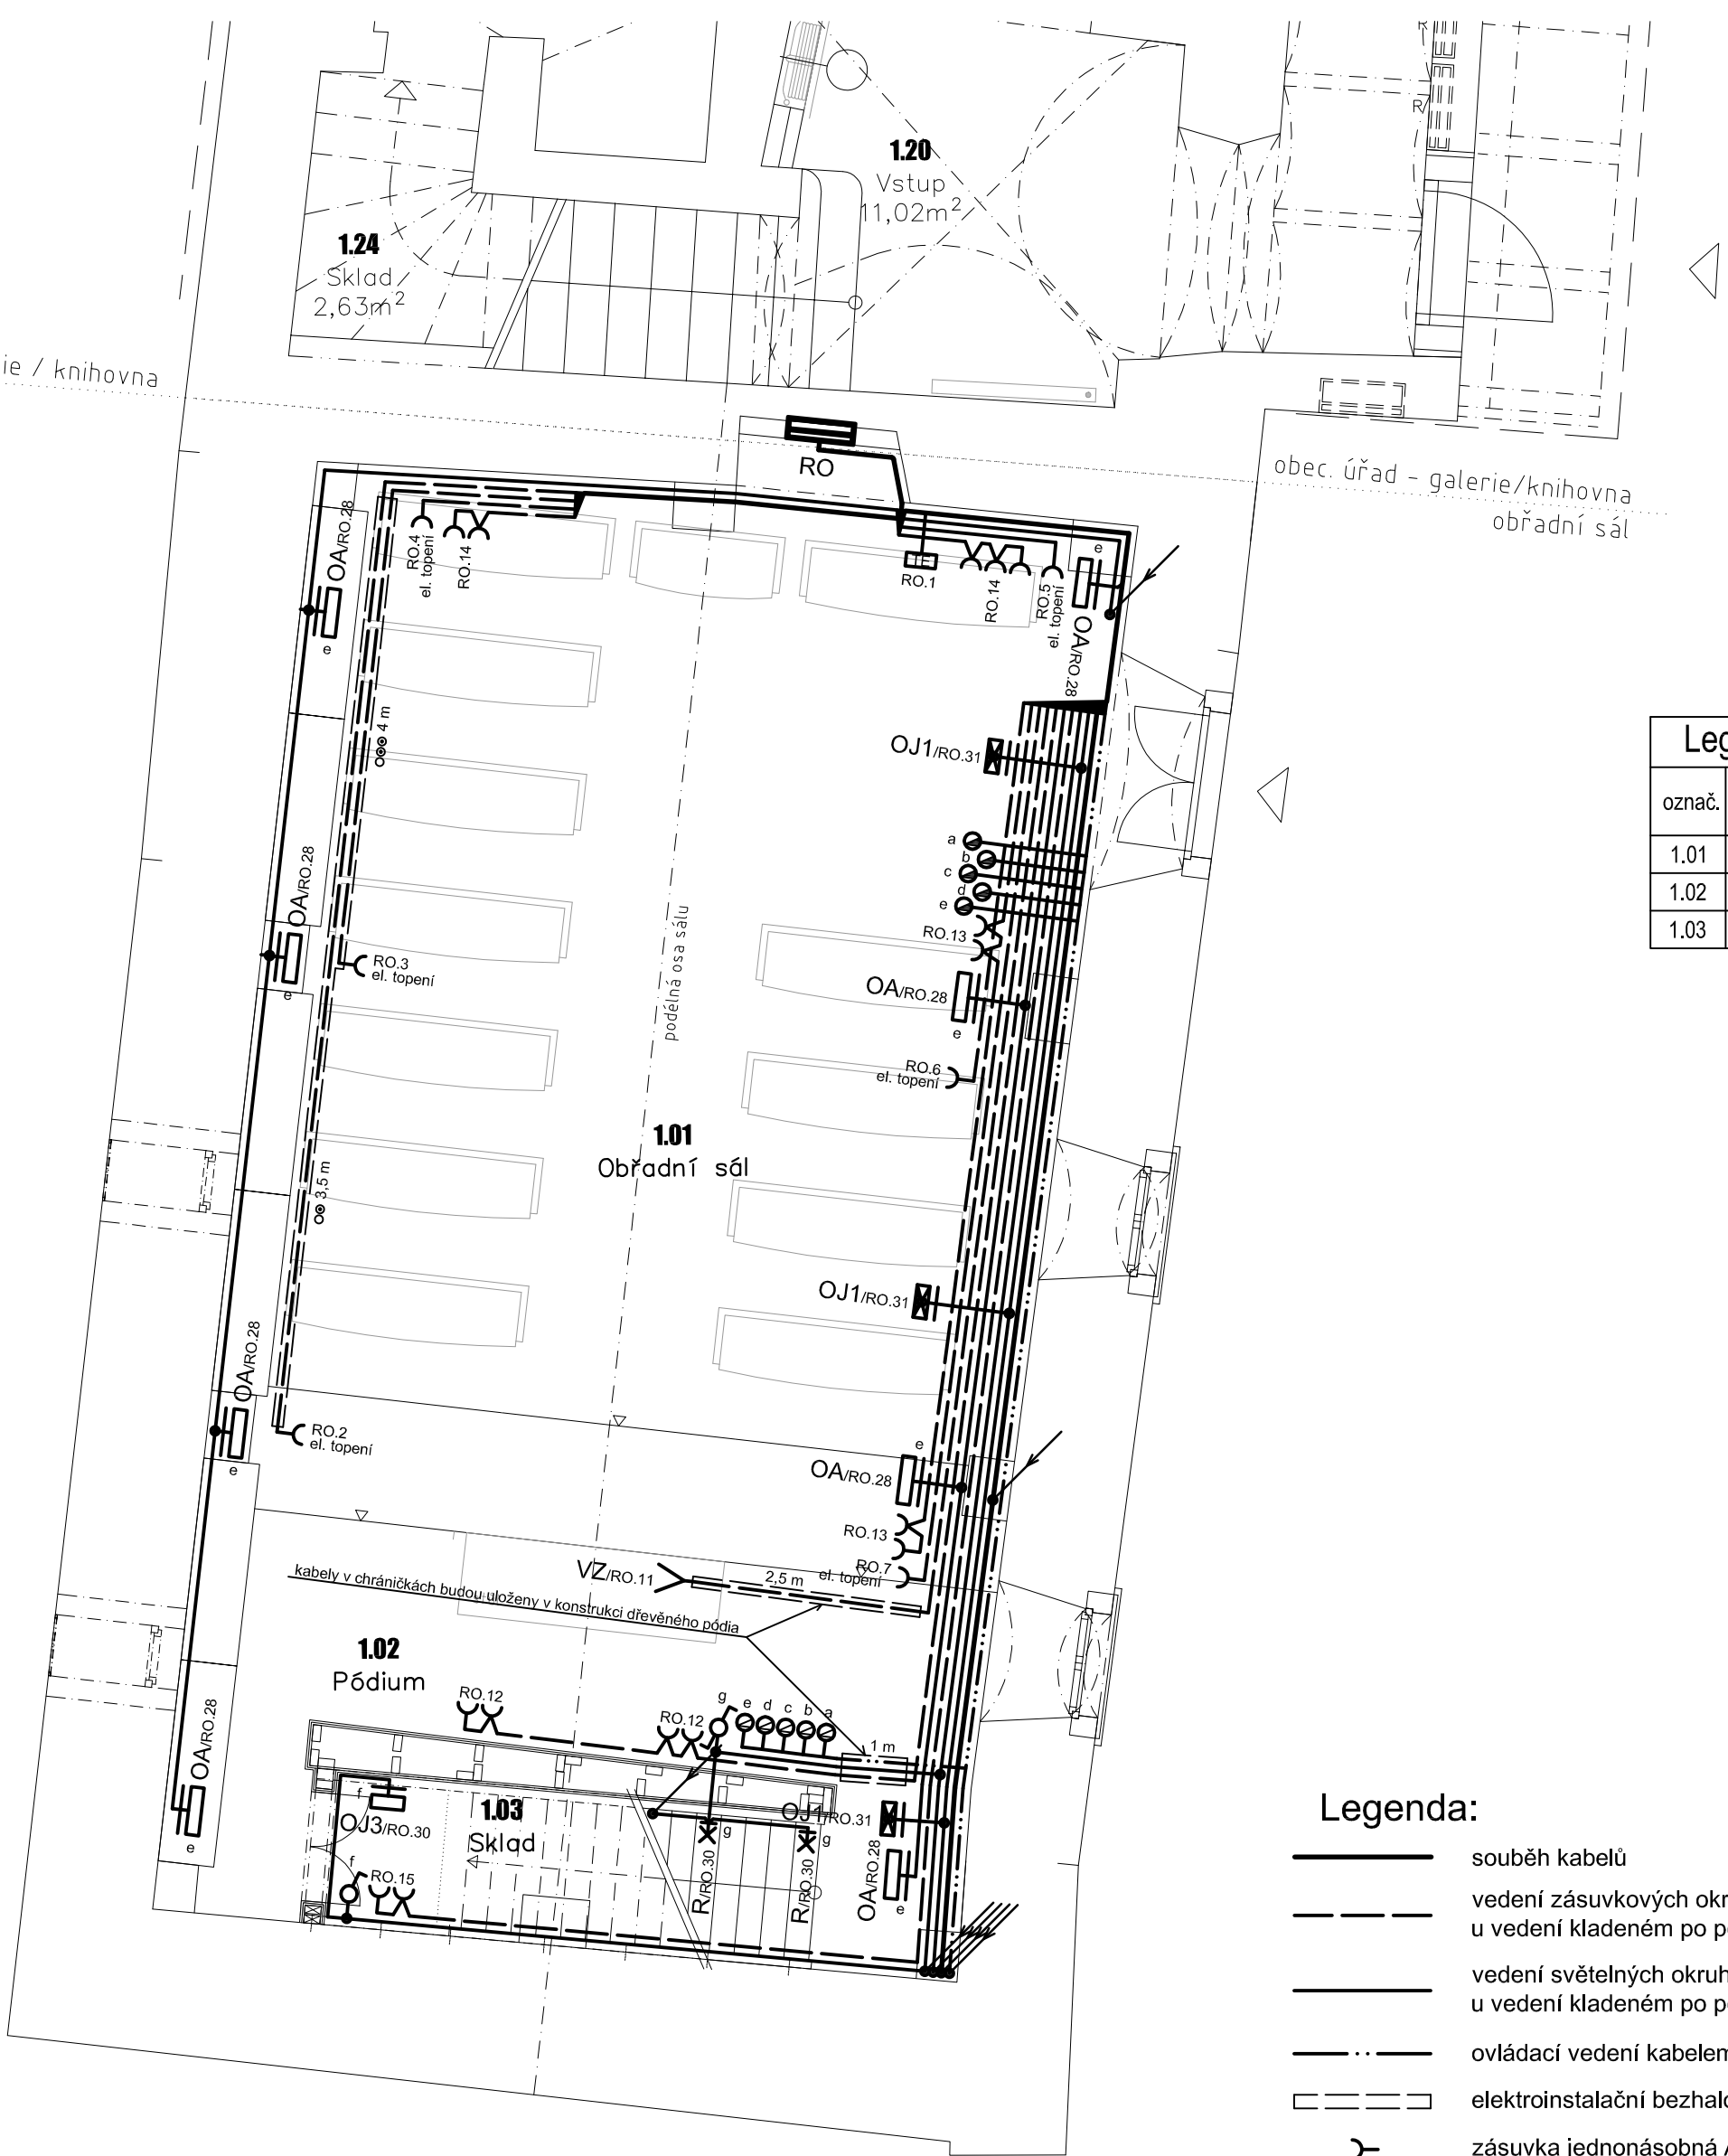 R
R
1.20
Vstup
11,02m²
1.24
Sklad
2,63m²
ie / knihovna
RO
obec. úřad - galerie/knihovna
obřadní sál
OA/RO.28
e
RO.4
el. topení
RO.14
RO.1
RO.14
RO.5
el. topení
e
OA/RO.28
4 m
OJ1/RO.31
označ.
1.01
1.02
1.03
a
b
c
d
e
RO.13
OA/RO.28
e
RO.3
el. topení
podélná osa sálu
OA/RO.28
e
RO.6
el. topení
1.01
Obřadní sál
3,5 m
OJ1/RO.31
OA/RO.28
e
RO.2
el. topení
e
OA/RO.28
RO.13
RO.7
el. topení
VZ/RO.11
2,5 m
kabely v chráničkách budou uloženy v konstrukci dřevěného pódia
1.02
Pódium
RO.12
RO.12
g e d c b a
1 m
OA/RO.28
e
f
OJ3/RO.30
1.03
Sklad
f
RO.15
R/RO.30
g
R/RO.30
g
OJ1/RO.31
OA/RO.28
e
Legenda:
souběh kabelů
vedení zásuvkových
u vedení kladeném po
vedení světelných
u vedení kladeném po
ovládací vedení
elektroinstalační
zásuvka jednonásobná